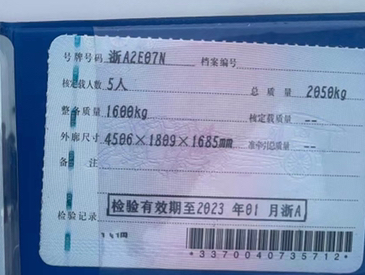 号牌号码 浙A2E07N 档案编号
核定载人数 5人 总质量 2050kg
整备质量 1600kg 核定载质量 --
外廓尺寸 4506×1809×1685mm 准牵引总质量 --
备注
检验记录 检验有效期至2023年01月浙A
*3370040735712*